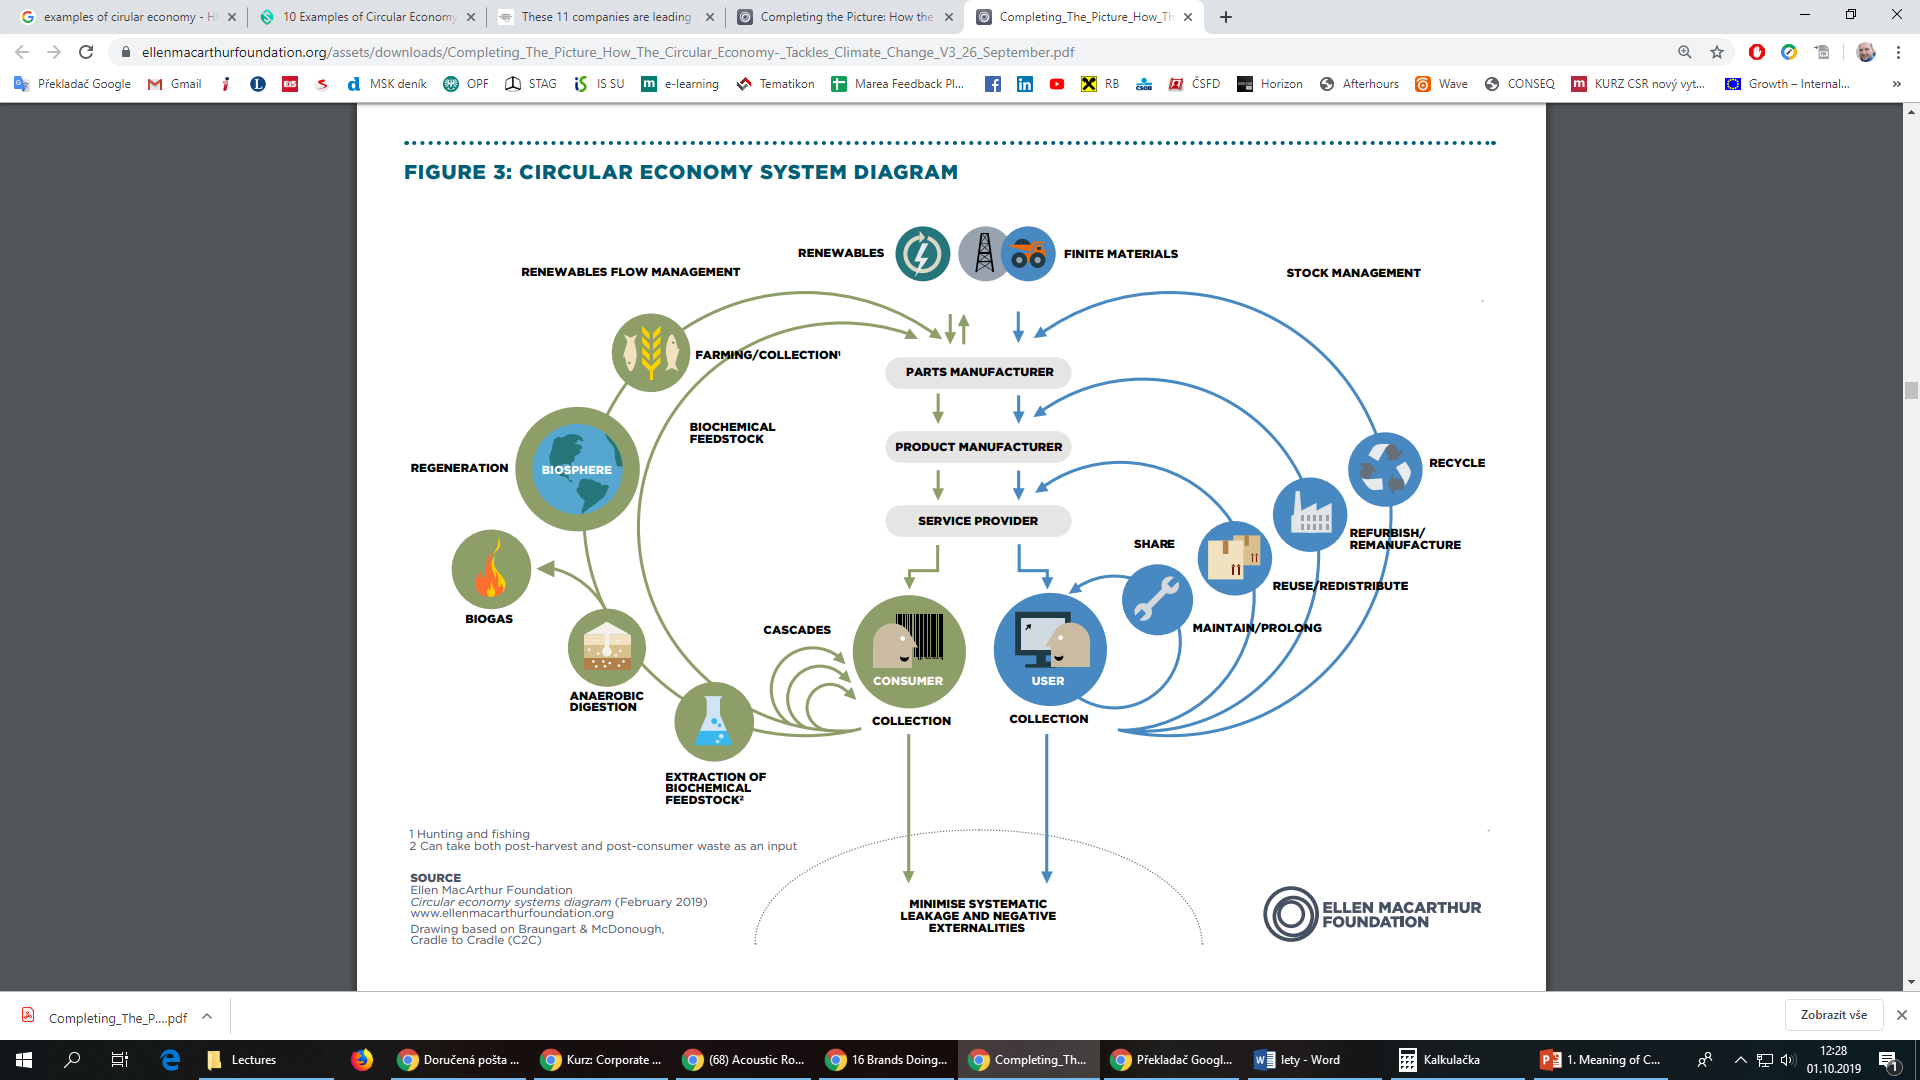 examples of cirular economy - H
10 Examples of Circular Economy
These 11 companies are leading
Completing the Picture: How the
Completing_The_Picture_How_Th
ellenmacarthurfoundation.org/assets/downloads/Completing_The_Picture_How_The_Circular_Economy-_Tackles_Climate_Change_V3_26_September.pdf
Překladač Google
Gmail
MSK deník
OPF
STAG
IS SU
e-learning
Tematikon
Marea Feedback Pl...
RB
ČSFD
Horizon
Afterhours
Wave
CONSEQ
KURZ CSR nový vyt...
Growth – Internal...
»
FIGURE 3: CIRCULAR ECONOMY SYSTEM DIAGRAM
RENEWABLES
FINITE MATERIALS
RENEWABLES FLOW MANAGEMENT
STOCK MANAGEMENT
FARMING/COLLECTION¹
PARTS MANUFACTURER
BIOCHEMICAL
FEEDSTOCK
PRODUCT MANUFACTURER
REGENERATION
BIOSPHERE
RECYCLE
SERVICE PROVIDER
SHARE
REFURBISH/
REMANUFACTURE
REUSE/REDISTRIBUTE
BIOGAS
CASCADES
MAINTAIN/PROLONG
CONSUMER
USER
ANAEROBIC
DIGESTION
COLLECTION
COLLECTION
EXTRACTION OF
BIOCHEMICAL
FEEDSTOCK²
1 Hunting and fishing
2 Can take both post-harvest and post-consumer waste as an input
SOURCE
Ellen MacArthur Foundation
Circular economy systems diagram (February 2019)
www.ellenmacarthurfoundation.org
Drawing based on Braungart & McDonough,
Cradle to Cradle (C2C)
MINIMISE SYSTEMATIC
LEAKAGE AND NEGATIVE
EXTERNALITIES
ELLEN MACARTHUR
FOUNDATION
Completing_The_P....pdf
Zobrazit vše
Lectures
Doručená pošta ...
Kurz: Corporate ...
(68) Acoustic Ro...
16 Brands Doing...
Completing_Th...
Překladač Googl...
lety - Word
Kalkulačka
1. Meaning of C...
12:28
01.10.2019
1